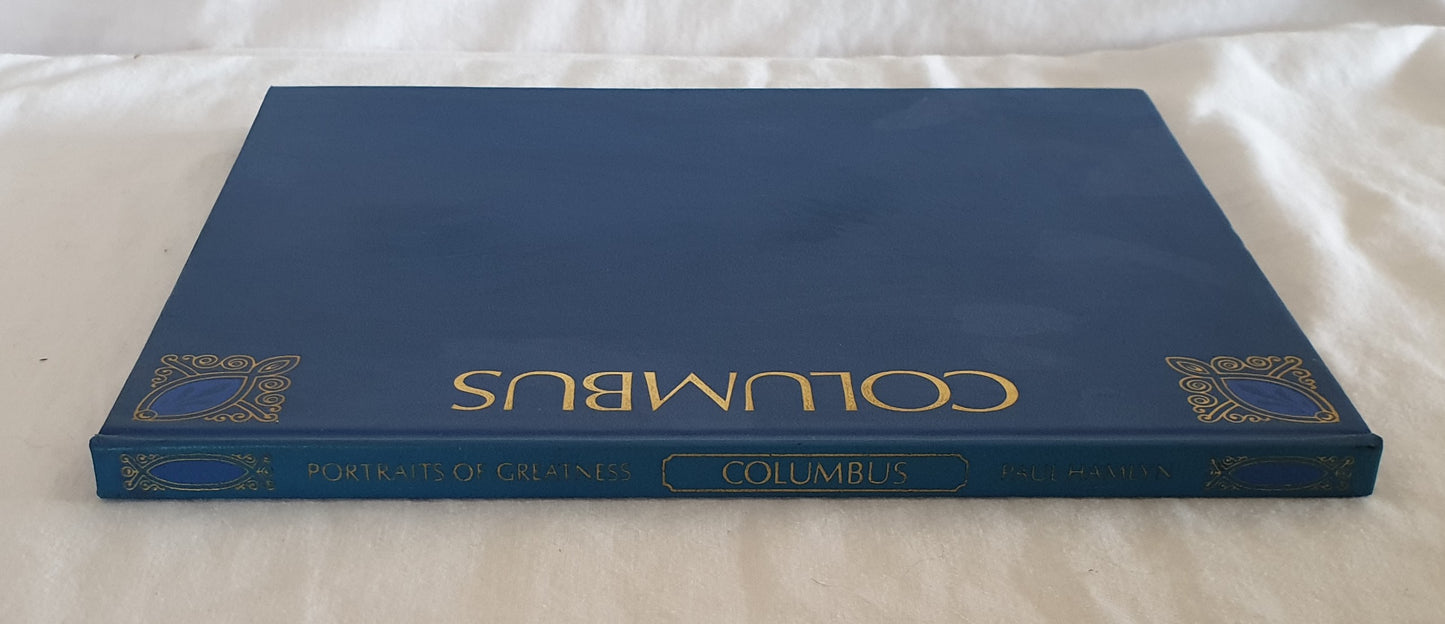 COLUMBUS
PORTRAITS OF GREATNESS COLUMBUS PAUL HAMLYN